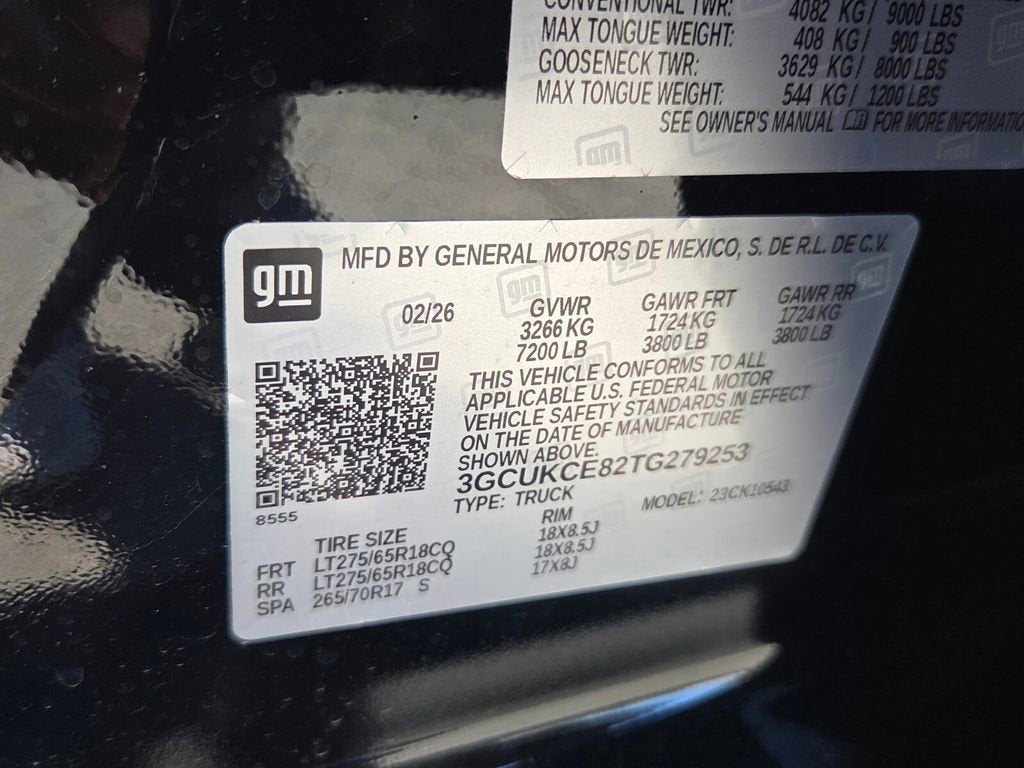 CONVENTIONAL TWR: 4082 KG/ 9000 LBS
MAX TONGUE WEIGHT: 408 KG/ 900 LBS
GOOSENECK TWR: 3629 KG/ 8000 LBS
MAX TONGUE WEIGHT: 544 KG/ 1200 LBS
SEE OWNER'S MANUAL FOR MORE INFORMATIO
gm
MFD BY GENERAL MOTORS DE MEXICO, S. DE R.L. DE C.V.
02/26 GVWR GAWR FRT GAWR RR
3266 KG 1724 KG 1724 KG
7200 LB 3800 LB 3800 LB
THIS VEHICLE CONFORMS TO ALL
APPLICABLE U.S. FEDERAL MOTOR
VEHICLE SAFETY STANDARDS IN EFFECT
ON THE DATE OF MANUFACTURE
SHOWN ABOVE.
3GCUKCE82TG279253
TYPE: TRUCK MODEL: 23CK10543
8555
TIRE SIZE RIM
FRT LT275/65R18CQ 18X8.5J
RR LT275/65R18CQ 18X8.5J
SPA 265/70R17 S 17X8J